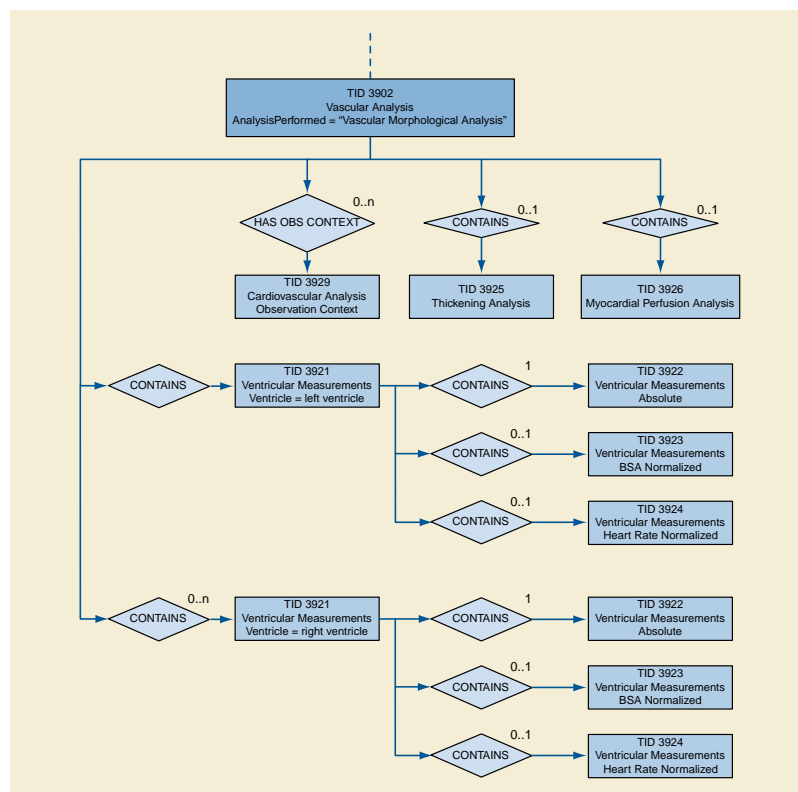 TID 3902
Vascular Analysis
AnalysisPerformed = “Vascular Morphological Analysis”
0..n
HAS OBS CONTEXT
0..1
CONTAINS
0..1
CONTAINS
TID 3929
Cardiovascular Analysis
Observation Context
TID 3925
Thickening Analysis
TID 3926
Myocardial Perfusion Analysis
CONTAINS
TID 3921
Ventricular Measurements
Ventricle = left ventricle
1
CONTAINS
TID 3922
Ventricular Measurements
Absolute
0..1
CONTAINS
TID 3923
Ventricular Measurements
BSA Normalized
0..1
CONTAINS
TID 3924
Ventricular Measurements
Heart Rate Normalized
0..n
CONTAINS
TID 3921
Ventricular Measurements
Ventricle = right ventricle
1
CONTAINS
TID 3922
Ventricular Measurements
Absolute
0..1
CONTAINS
TID 3923
Ventricular Measurements
BSA Normalized
0..1
CONTAINS
TID 3924
Ventricular Measurements
Heart Rate Normalized